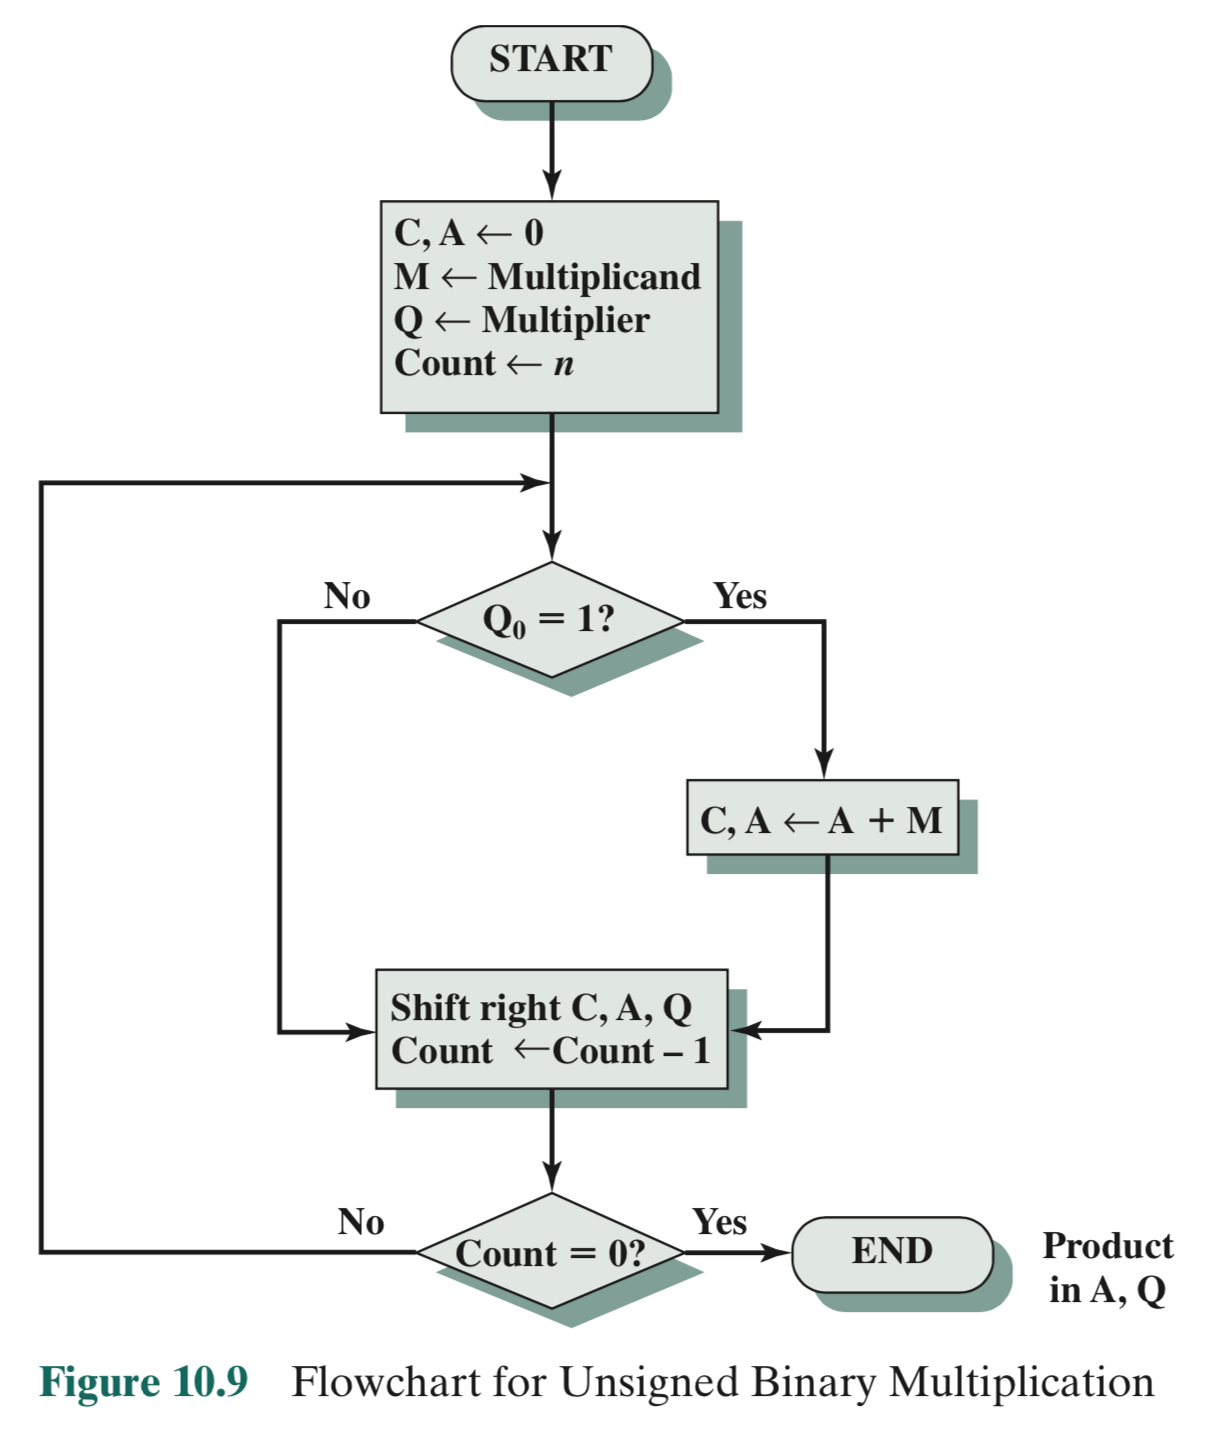 START
C, A ← 0
M ← Multiplicand
Q ← Multiplier
Count ← n
No
Yes
Q₀ = 1?
C, A ← A + M
Shift right C, A, Q
Count ←Count – 1
No
Yes
Count = 0?
END
Product
in A, Q
Figure 10.9 Flowchart for Unsigned Binary Multiplication